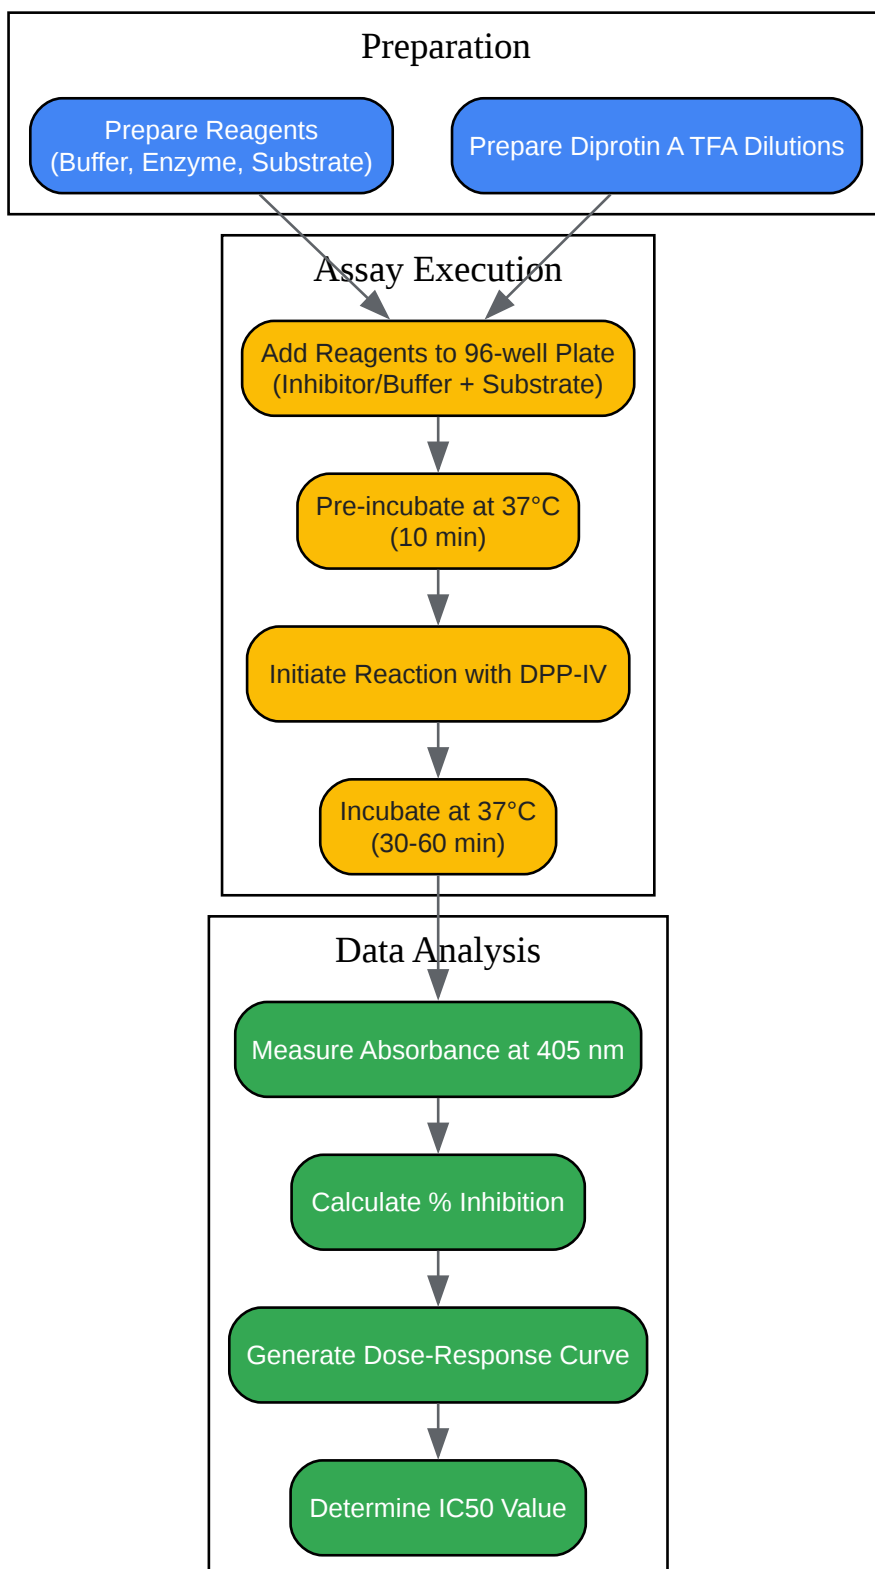 Preparation
Prepare Reagents
(Buffer, Enzyme, Substrate)
Prepare Diprotin A TFA Dilutions
Assay Execution
Add Reagents to 96-well Plate
(Inhibitor/Buffer + Substrate)
Pre-incubate at 37°C
(10 min)
Initiate Reaction with DPP-IV
Incubate at 37°C
(30-60 min)
Data Analysis
Measure Absorbance at 405 nm
Calculate % Inhibition
Generate Dose-Response Curve
Determine IC50 Value